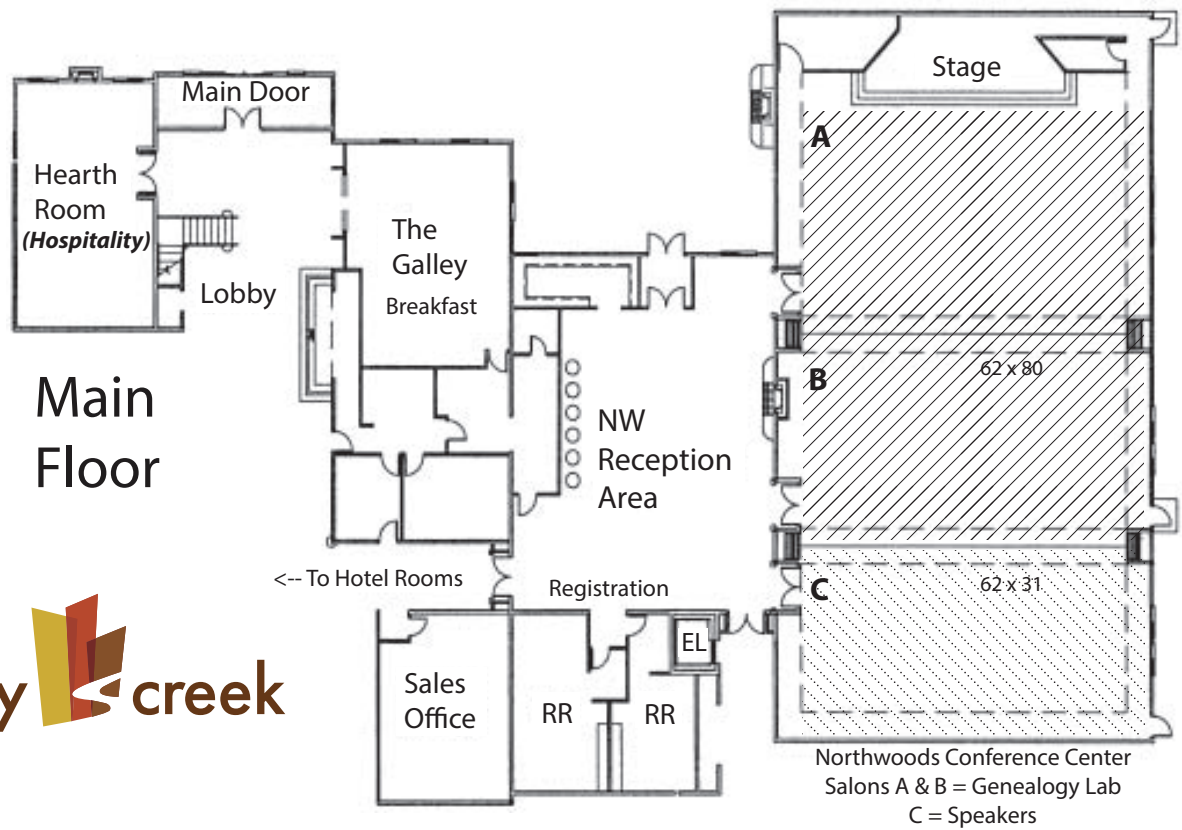 Main Door
Stage
A
Hearth
Room
(Hospitality)
The
Galley
Breakfast
Lobby
Main
Floor
62 x 80
B
NW
Reception
Area
<-- To Hotel Rooms
Registration
62 x 31
C
EL
Sales
Office
RR
RR
y creek
Northwoods Conference Center
Salons A & B = Genealogy Lab
C = Speakers